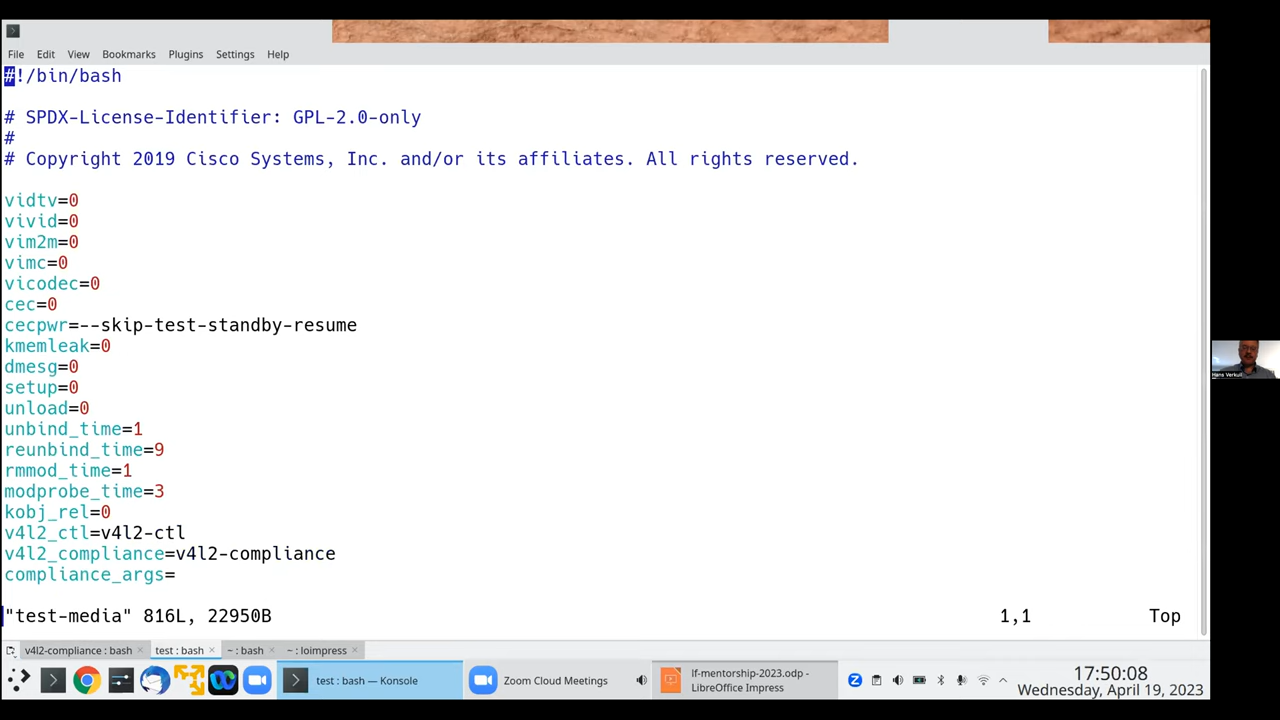 File Edit View Bookmarks Plugins Settings Help
#!/bin/bash
# SPDX-License-Identifier: GPL-2.0-only
#
# Copyright 2019 Cisco Systems, Inc. and/or its affiliates. All rights reserved.
vidtv=0
vivid=0
vim2m=0
vimc=0
vicodec=0
cec=0
cecpwr=--skip-test-standby-resume
kmemleak=0
dmesg=0
setup=0
unload=0
unbind_time=1
reunbind_time=9
rmmod_time=1
modprobe_time=3
kobj_rel=0
v4l2_ctl=v4l2-ctl
v4l2_compliance=v4l2-compliance
compliance_args=
"test-media" 816L, 22950B 1,1 Top
v4l2-compliance : bash test : bash ~ : bash ~ : loimpress
test : bash — Konsole
Zoom Cloud Meetings
lf-mentorship-2023.odp - LibreOffice Impress
17:50:08
Wednesday, April 19, 2023
Hans Verkuil